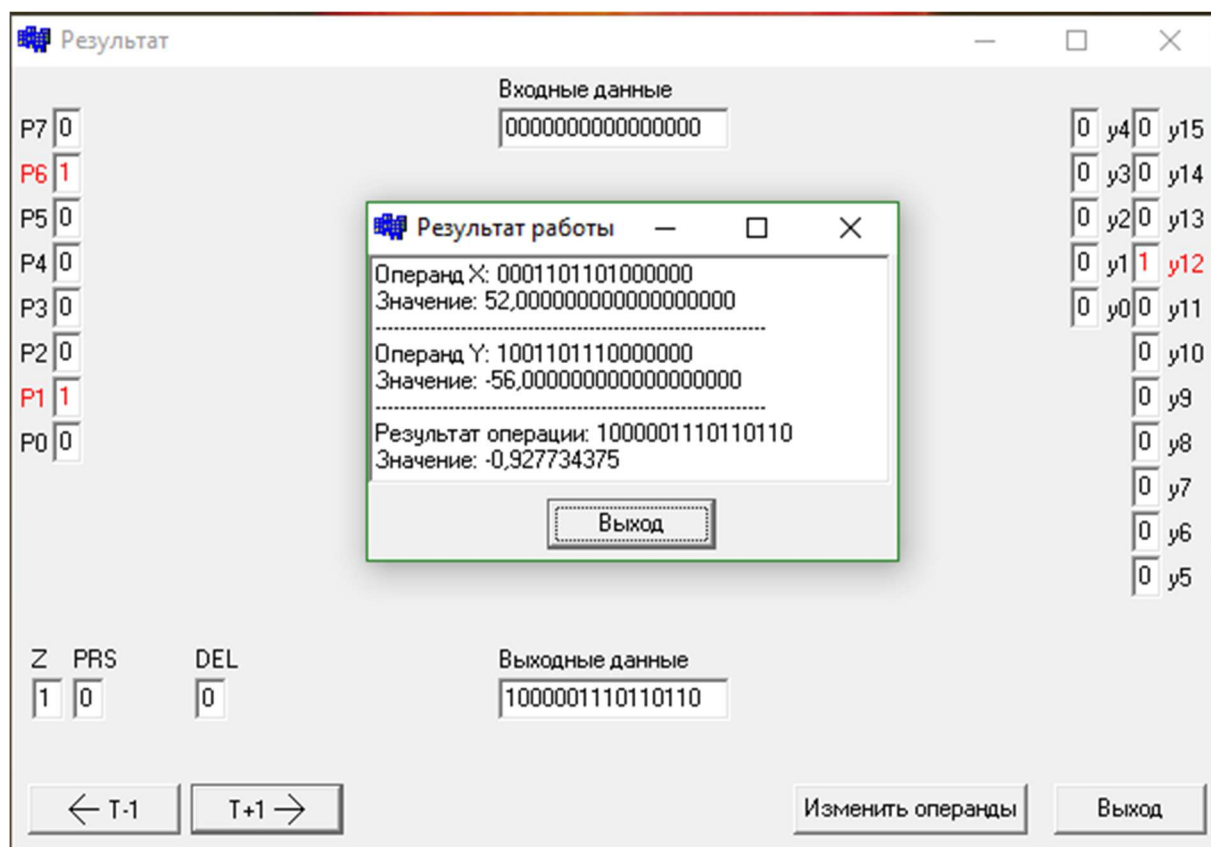 Результат
Входные данные
0000000000000000
P7 0
P6 1
P5 0
P4 0
P3 0
P2 0
P1 1
P0 0
0 y4 0 y15
0 y3 0 y14
0 y2 0 y13
0 y1 1 y12
0 y0 0 y11
0 y10
0 y9
0 y8
0 y7
0 y6
0 y5
Результат работы
Операнд X: 0001101101000000
Значение: 52,000000000000000000
Операнд Y: 1001101110000000
Значение: -56,000000000000000000
Результат операции: 1000001110110110
Значение: -0,927734375
Выход
Z PRS DEL
1 0 0
Выходные данные
1000001110110110
← T-1
T+1 →
Изменить операнды
Выход